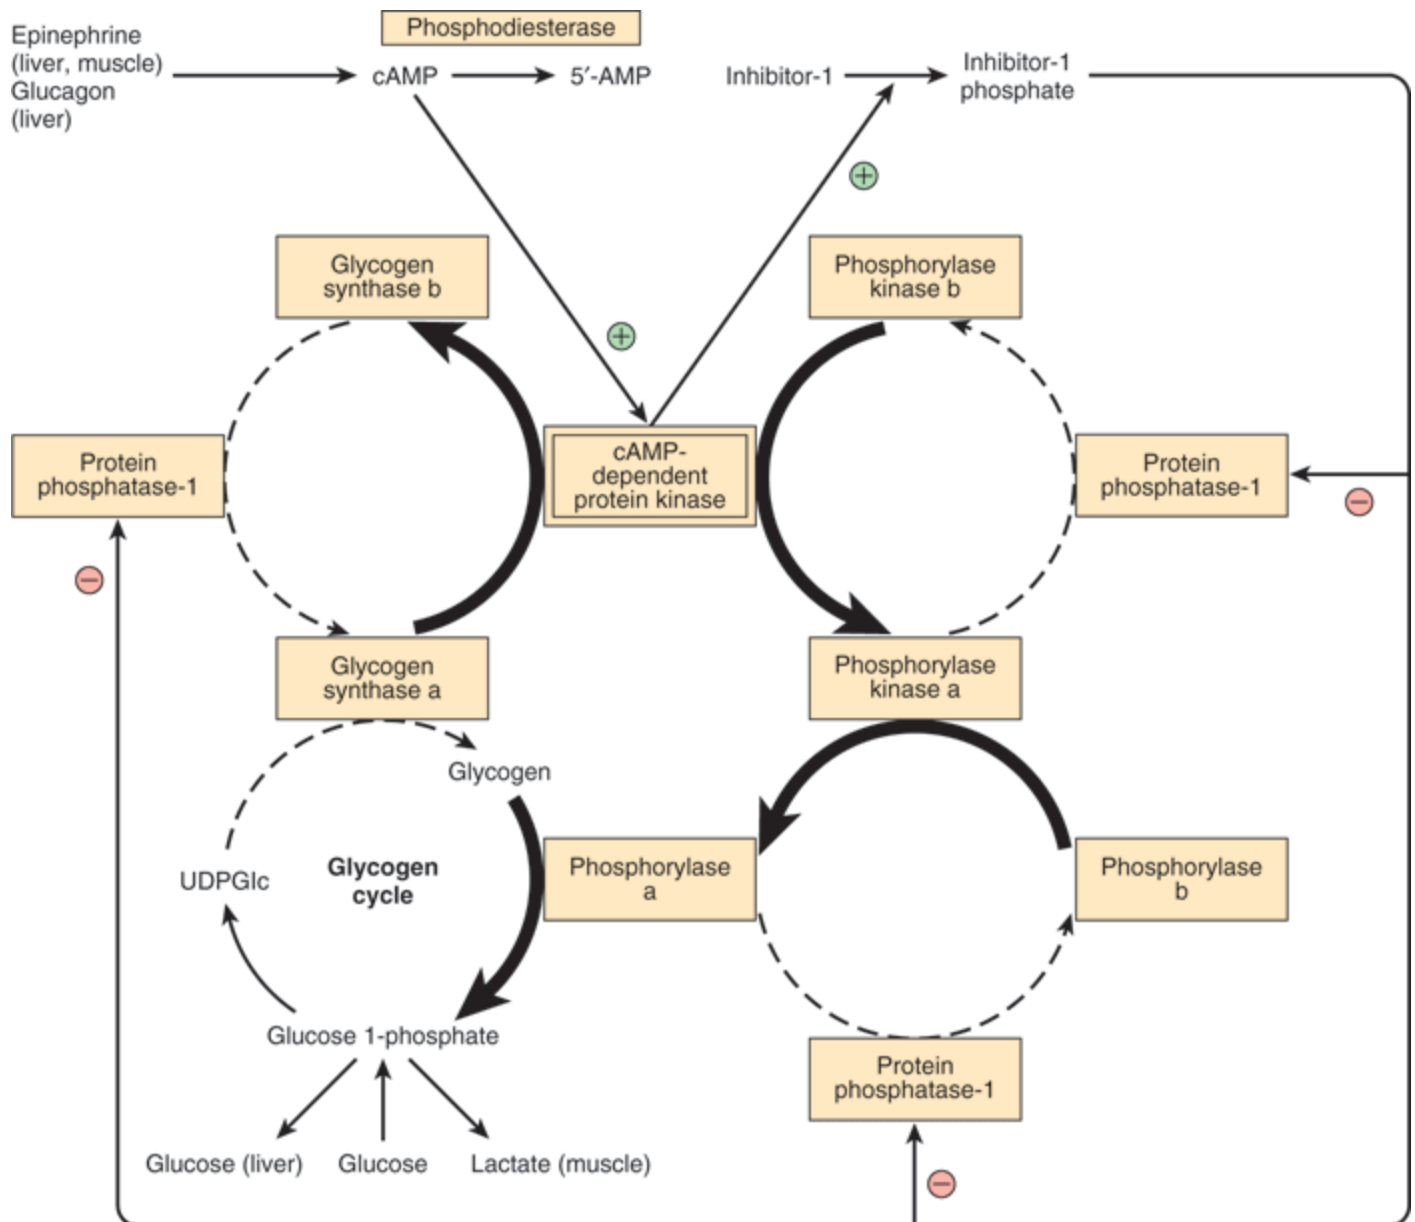 Phosphodiesterase
Epinephrine
(liver, muscle)
Glucagon
(liver)
cAMP
5′-AMP
Inhibitor-1
Inhibitor-1
phosphate
+
Glycogen
synthase b
Phosphorylase
kinase b
+
Protein
phosphatase-1
cAMP-
dependent
protein kinase
Protein
phosphatase-1
−
−
Glycogen
synthase a
Phosphorylase
kinase a
Glycogen
UDPGlc
Glycogen
cycle
Phosphorylase
a
Phosphorylase
b
Glucose 1-phosphate
Protein
phosphatase-1
Glucose (liver)
Glucose
Lactate (muscle)
−